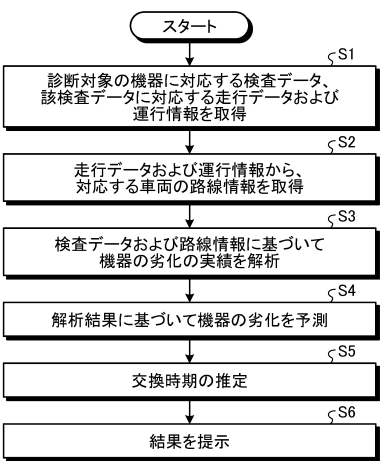 スタート
S1
診断対象の機器に対応する検査データ、
該検査データに対応する走行データおよび
運行情報を取得
S2
走行データおよび運行情報から、
対応する車両の路線情報を取得
S3
検査データおよび路線情報に基づいて
機器の劣化の実績を解析
S4
解析結果に基づいて機器の劣化を予測
S5
交換時期の推定
S6
結果を提示